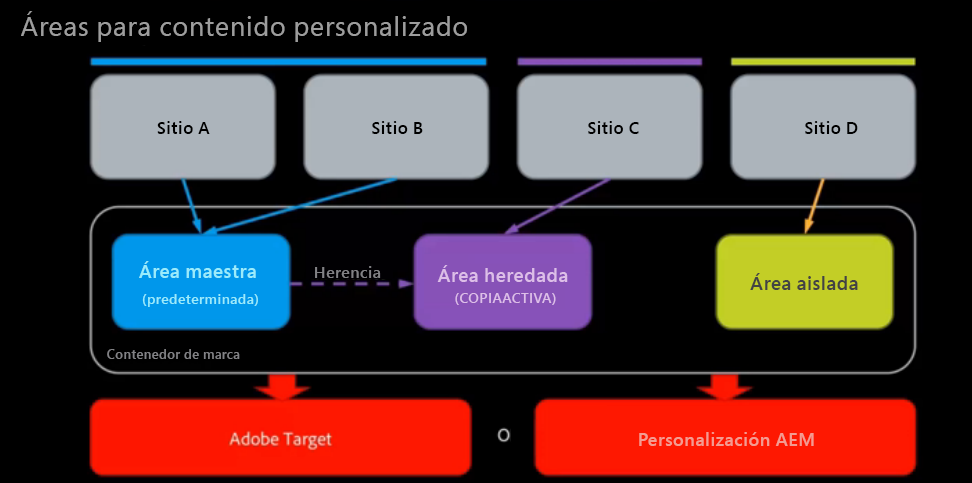 Áreas para contenido personalizado
Sitio A
Sitio B
Sitio C
Sitio D
Área maestra
(predeterminada)
Herencia
Área heredada
(COPIAACTIVA)
Área aislada
Contenedor de marca
Adobe Target
O
Personalización AEM